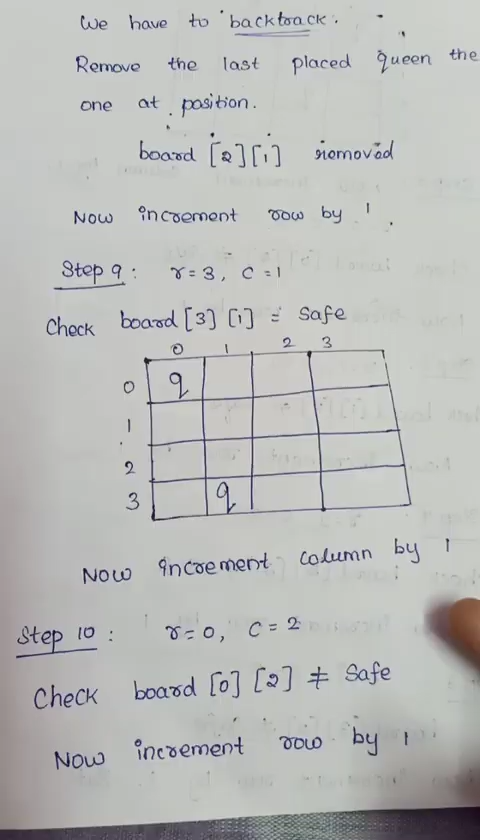 We have to backtrack.
Remove the last placed queen the
one at position.
board [2][1] removed
Now increment row by 1.
Step 9: r=3, c=1
Check board[3][1] = Safe
0 1 2 3
0 q
1
2
3 q
Now increment column by 1
Step 10: r=0, c=2
Check board [0][2] ≠ Safe
Now increment row by 1